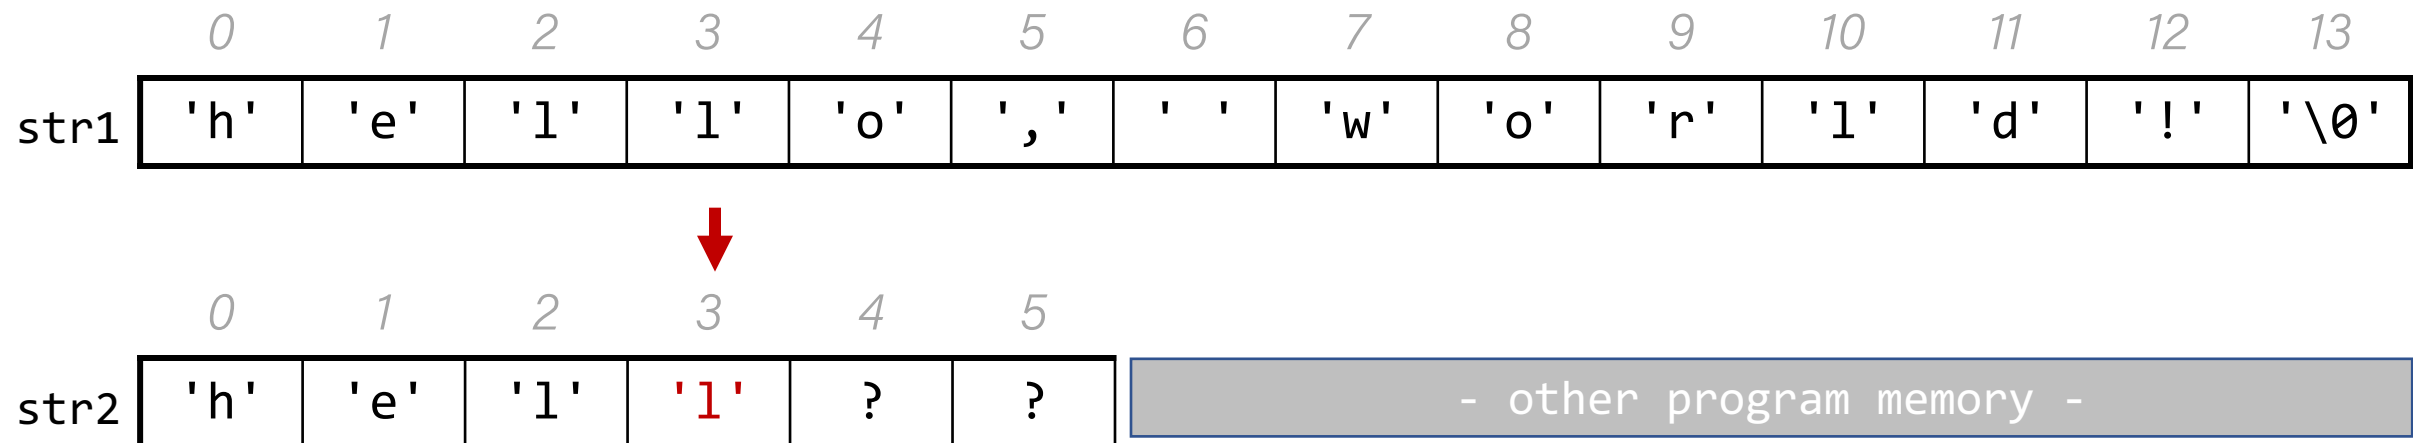 0 1 2 3 4 5 6 7 8 9 10 11 12 13
str1 'h' 'e' 'l' 'l' 'o' ',' ' ' 'w' 'o' 'r' 'l' 'd' '!' '\0'
0 1 2 3 4 5
str2 'h' 'e' 'l' 'l' ? ? - other program memory -